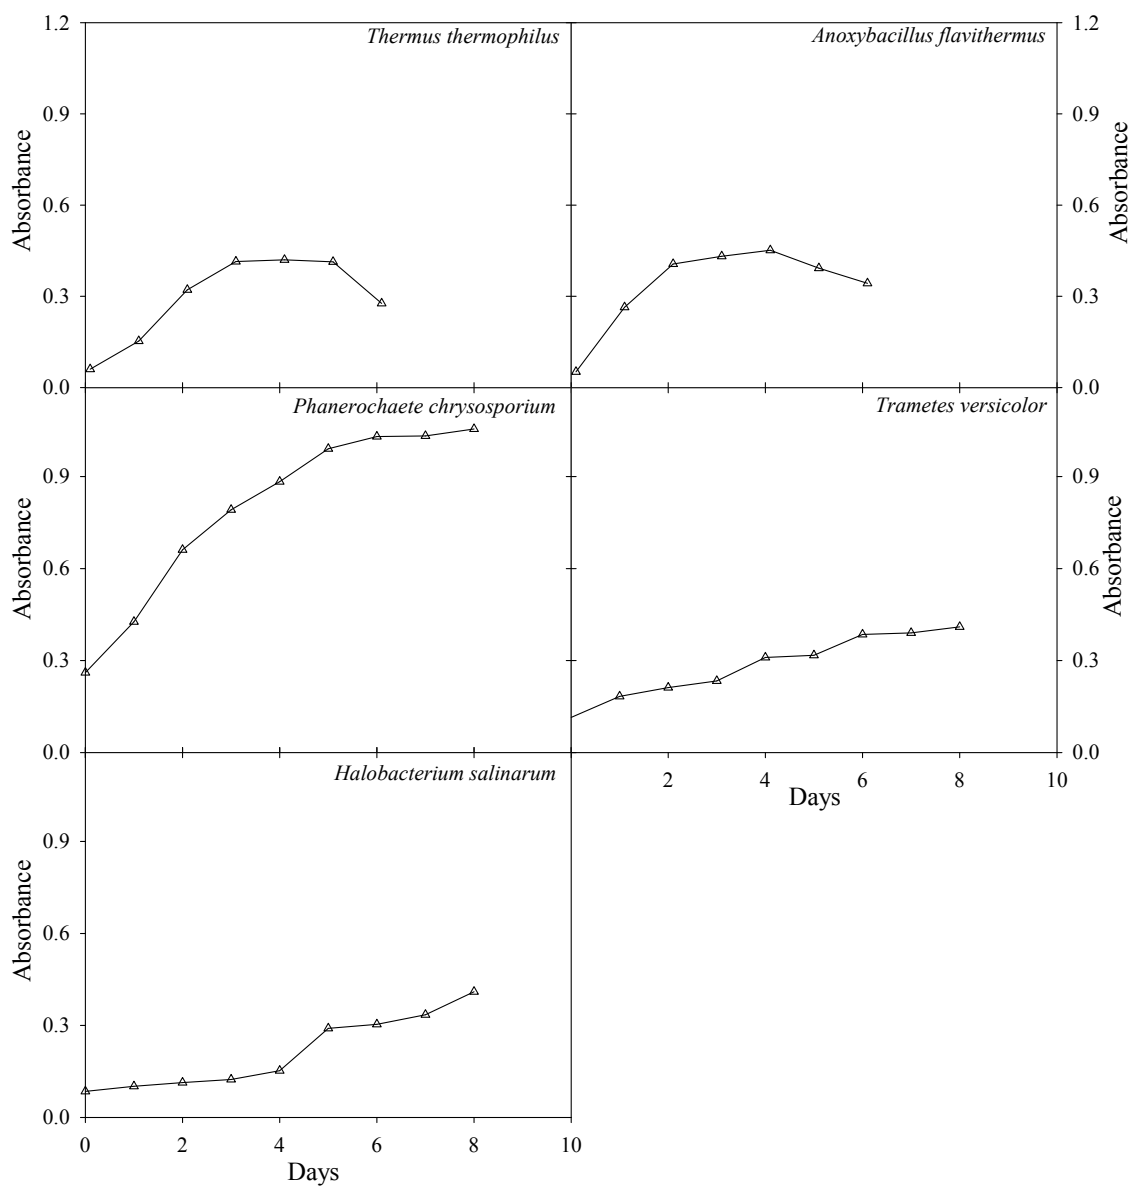 1.2
Thermus thermophilus
Anoxybacillus flavithermus
1.2
0.9
0.9
Absorbance
Absorbance
0.6
0.6
0.3
0.3
0.0
0.0
Phanerochaete chrysosporium
Trametes versicolor
0.9
0.9
Absorbance
Absorbance
0.6
0.6
0.3
0.3
0.0
0.0
Halobacterium salinarum
2 4 6 8 10
Days
0.9
Absorbance
0.6
0.3
0.0
0 2 4 6 8 10
Days